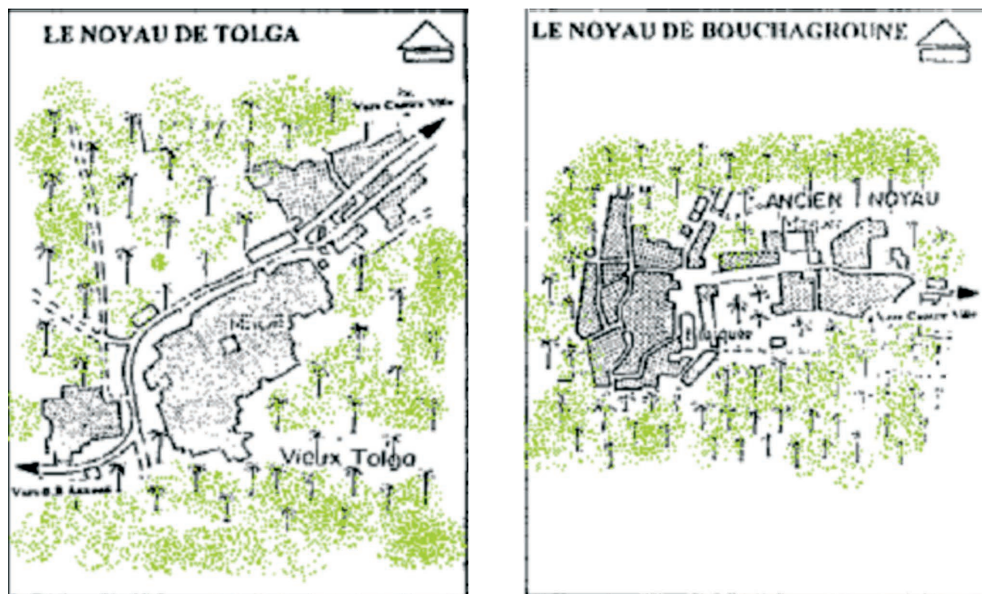 LE NOYAU DE TOLGA
Vers Centre Ville
Vieux Tolga
LE NOYAU DE BOUCHAGROUNE
ANCIEN NOYAU
Vers Centre Ville